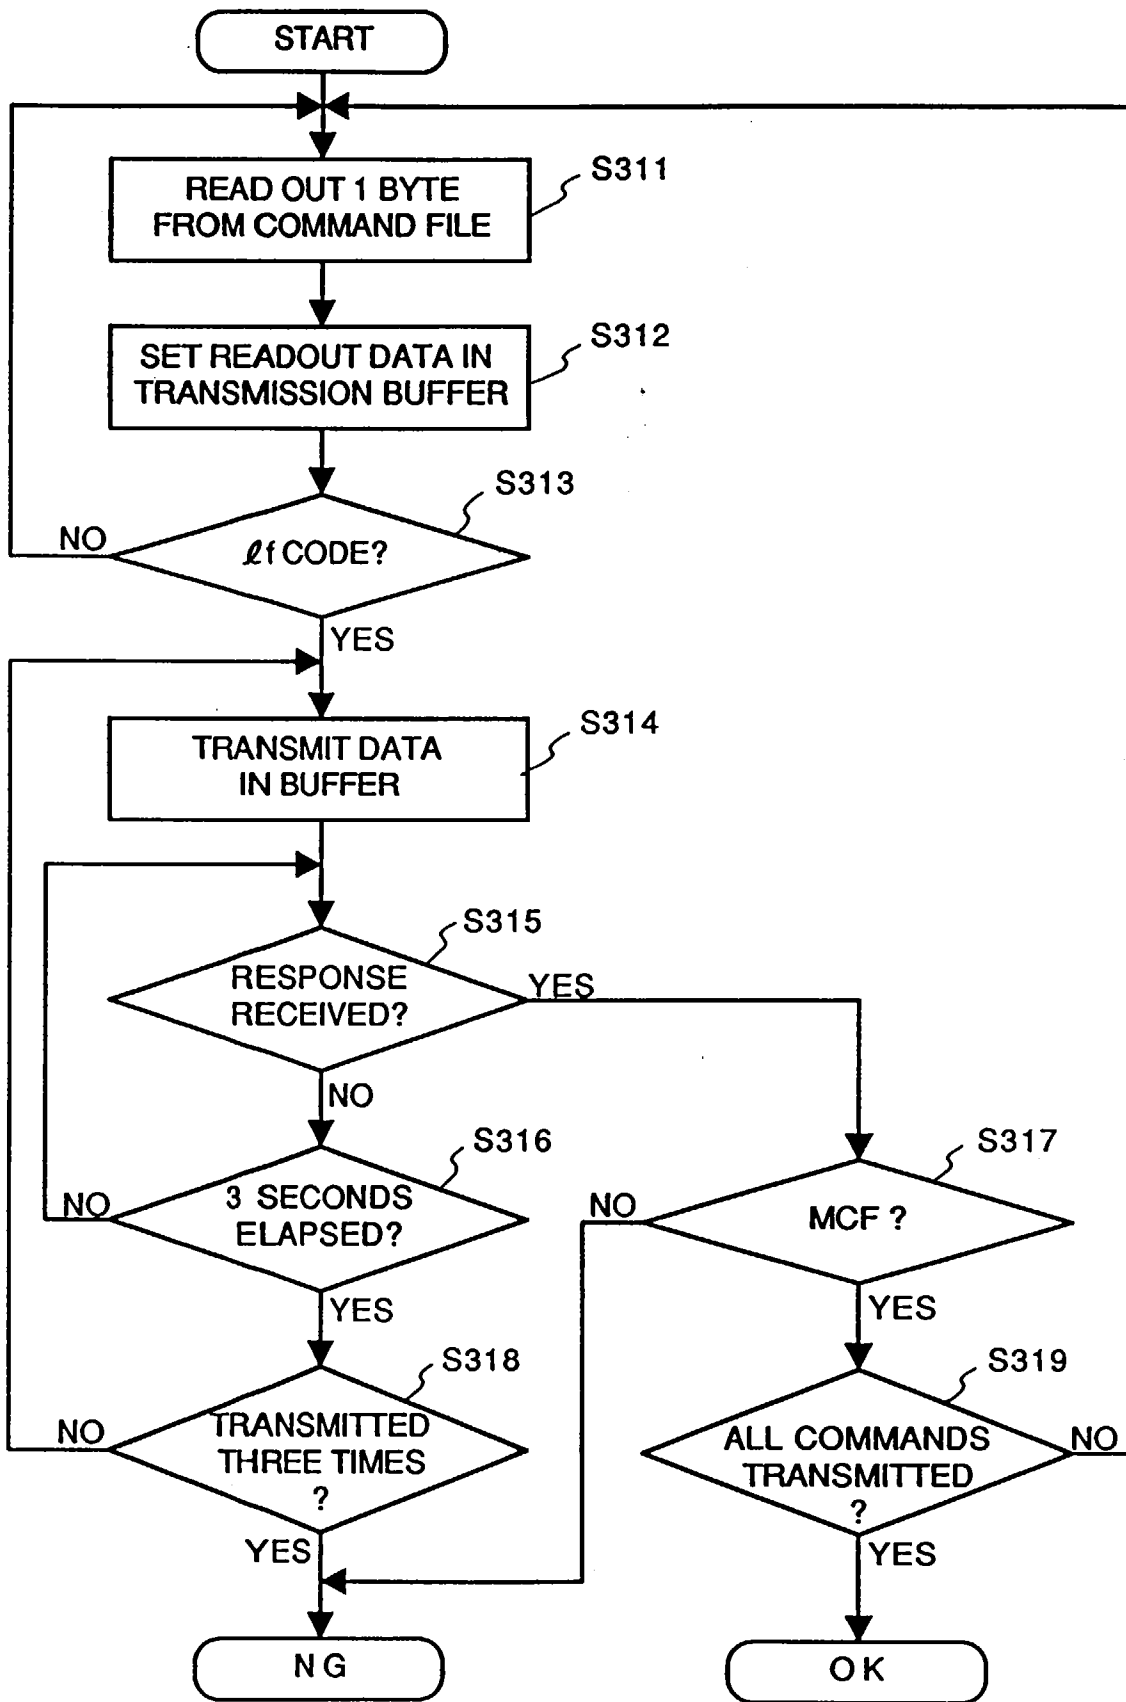 START
READ OUT 1 BYTE
FROM COMMAND FILE
S311
SET READOUT DATA IN
TRANSMISSION BUFFER
S312
S313
NO
ℓf CODE?
YES
S314
TRANSMIT DATA
IN BUFFER
S315
RESPONSE
RECEIVED?
YES
NO
S316
S317
NO
3 SECONDS
ELAPSED?
NO
MCF ?
YES
YES
S318
S319
NO
TRANSMITTED
THREE TIMES
?
ALL COMMANDS
TRANSMITTED
?
NO
YES
YES
NG
OK